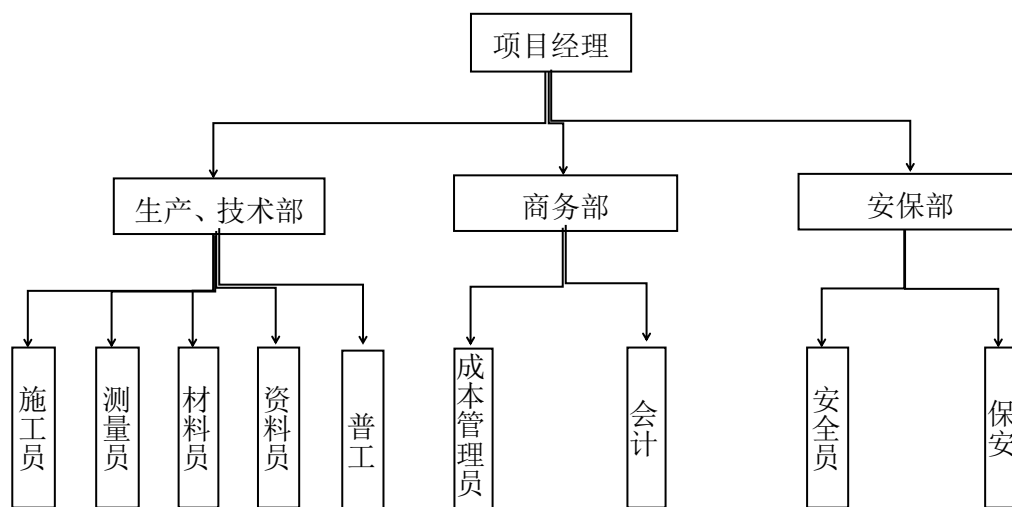 项目经理
生产、技术部
商务部
安保部
施工员
测量员
材料员
资料员
普工
成本管理员
会计
安全员
保安